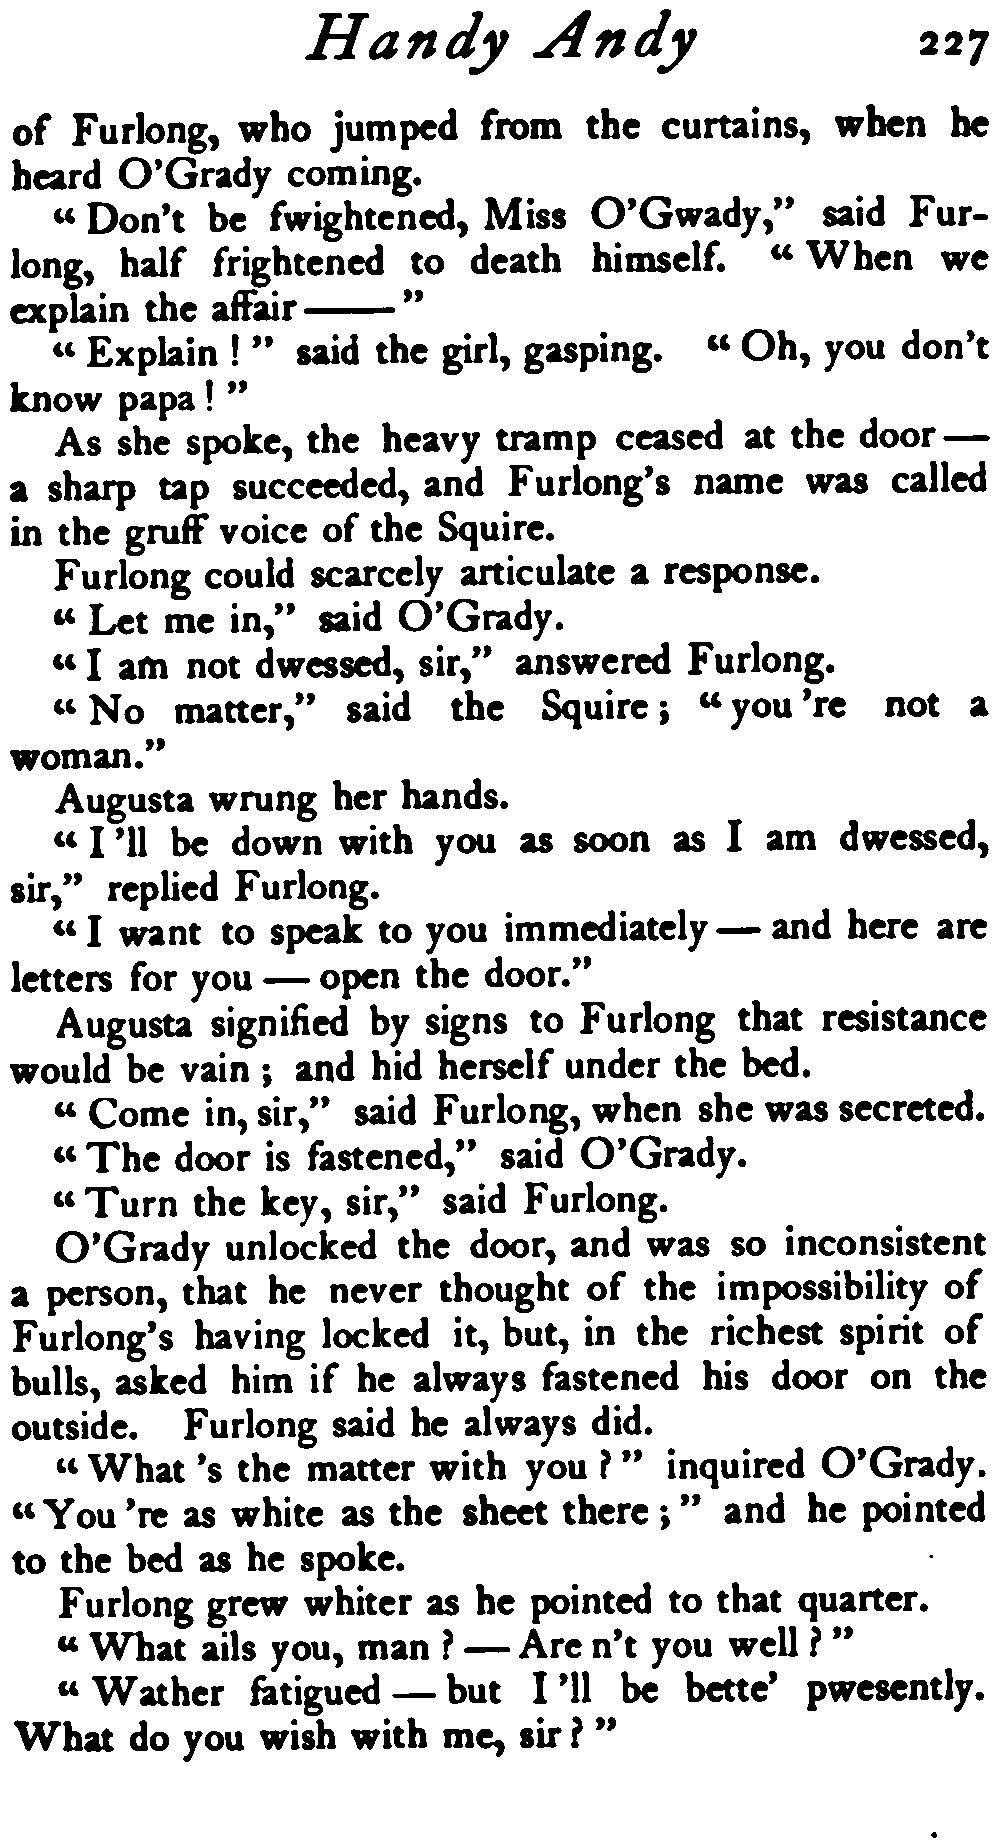 Handy Andy 227
of Furlong, who jumped from the curtains, when he
heard O'Grady coming.
“Don't be fwightened, Miss O'Gwady,” said Fur-
long, half frightened to death himself. “When we
explain the affair——”
“Explain!” said the girl, gasping. “Oh, you don't
know papa!”
As she spoke, the heavy tramp ceased at the door—
a sharp tap succeeded, and Furlong's name was called
in the gruff voice of the Squire.
Furlong could scarcely articulate a response.
“Let me in,” said O'Grady.
“I am not dwessed, sir,” answered Furlong.
“No matter,” said the Squire; “you 're not a
woman.”
Augusta wrung her hands.
“I 'll be down with you as soon as I am dwessed,
sir,” replied Furlong.
“I want to speak to you immediately — and here are
letters for you — open the door.”
Augusta signified by signs to Furlong that resistance
would be vain; and hid herself under the bed.
“Come in, sir,” said Furlong, when she was secreted.
“The door is fastened,” said O'Grady.
“Turn the key, sir,” said Furlong.
O'Grady unlocked the door, and was so inconsistent
a person, that he never thought of the impossibility of
Furlong's having locked it, but, in the richest spirit of
bulls, asked him if he always fastened his door on the
outside. Furlong said he always did.
“What 's the matter with you?” inquired O'Grady.
“You 're as white as the sheet there;” and he pointed
to the bed as he spoke.
Furlong grew whiter as he pointed to that quarter.
“What ails you, man? — Are n't you well?”
“Wather fatigued — but I 'll be bette' pwesently.
What do you wish with me, sir?”